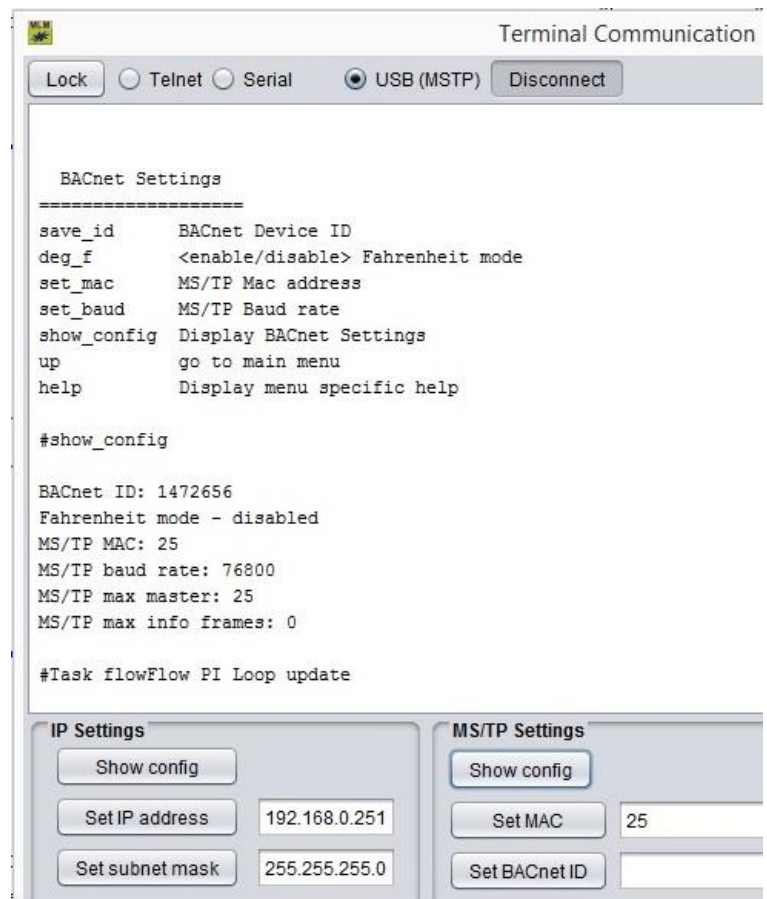 MLM
Terminal Communication
Lock Telnet Serial USB (MSTP) Disconnect
BACnet Settings
===================
save_id BACnet Device ID
deg_f <enable/disable> Fahrenheit mode
set_mac MS/TP Mac address
set_baud MS/TP Baud rate
show_config Display BACnet Settings
up go to main menu
help Display menu specific help
#show_config
BACnet ID: 1472656
Fahrenheit mode - disabled
MS/TP MAC: 25
MS/TP baud rate: 76800
MS/TP max master: 25
MS/TP max info frames: 0
#Task flowFlow PI Loop update
IP Settings
Show config
Set IP address 192.168.0.251
Set subnet mask 255.255.255.0
MS/TP Settings
Show config
Set MAC 25
Set BACnet ID